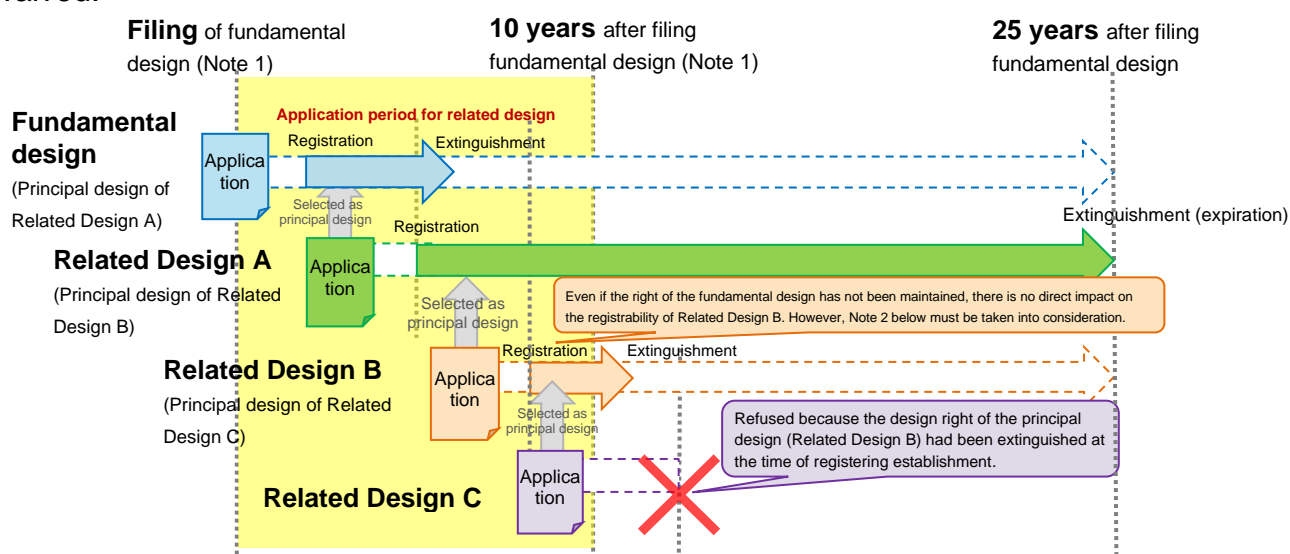 Filing of fundamental
design (Note 1)
10 years after filing
fundamental design (Note 1)
25 years after filing
fundamental design
Application period for related design
Fundamental
design
(Principal design of
Related Design A)
Applica
tion
Registration
Extinguishment
Selected as
principal design
Extinguishment (expiration)
Registration
Related Design A
(Principal design of Related
Design B)
Applica
tion
Selected as
principal design
Even if the right of the fundamental design has not been maintained, there is no direct impact on
the registrability of Related Design B. However, Note 2 below must be taken into consideration.
Registration
Extinguishment
Related Design B
(Principal design of Related
Design C)
Applica
tion
Selected as
principal design
Refused because the design right of the principal
design (Related Design B) had been extinguished at
the time of registering establishment.
Related Design C
Applica
tion